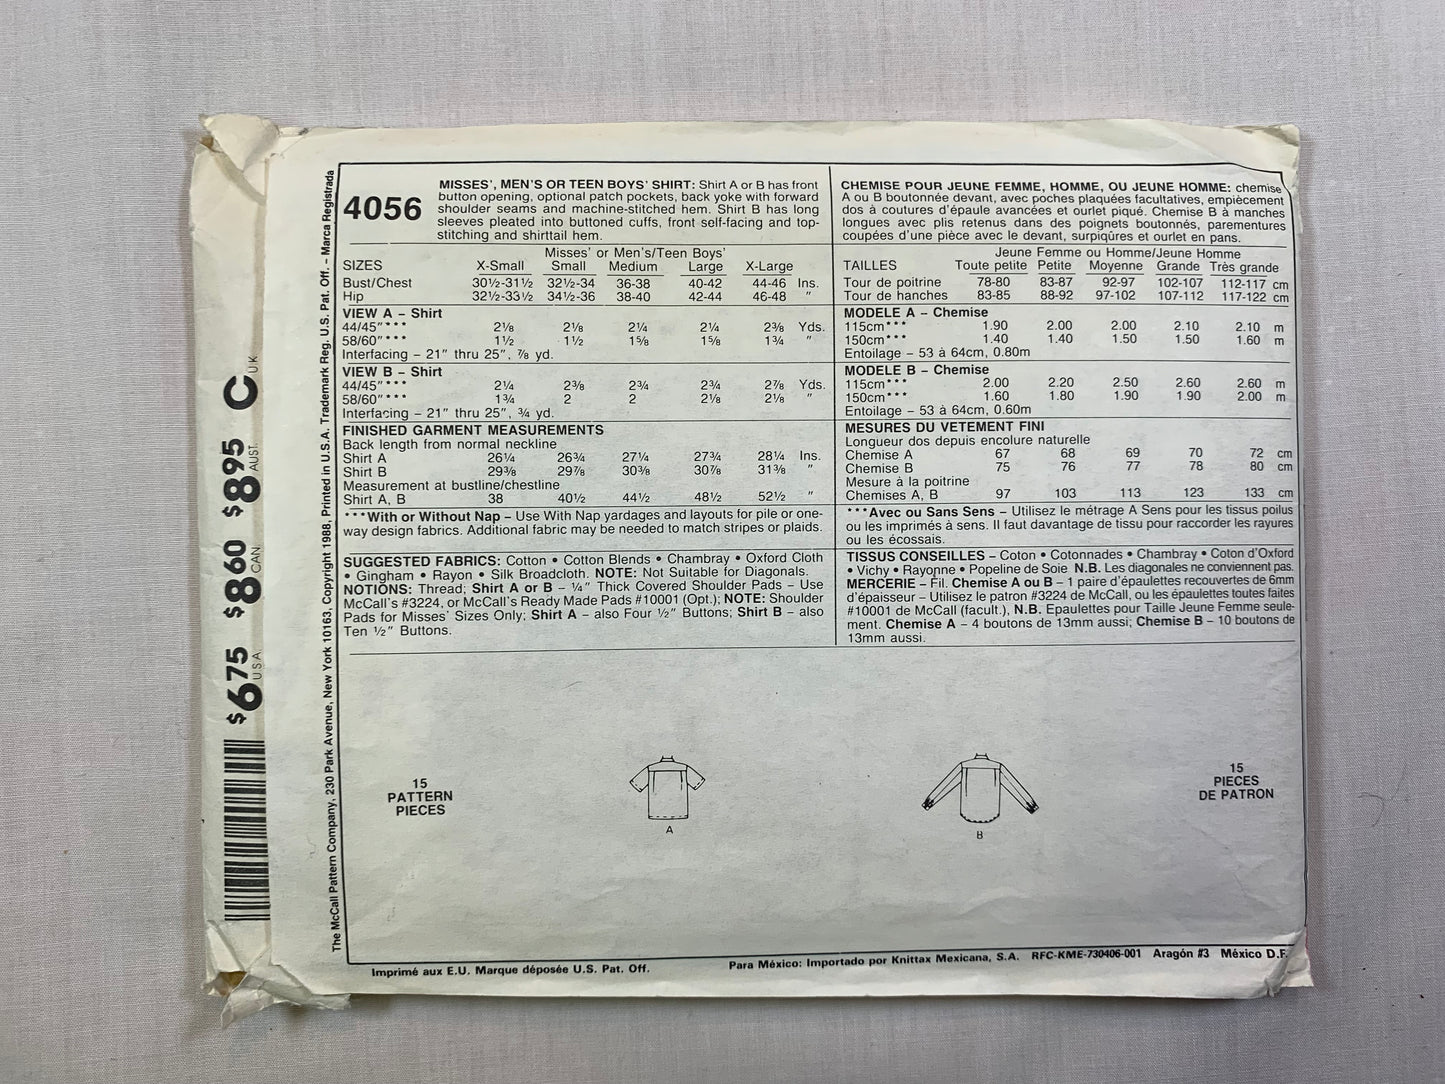 4056
MISSES', MEN'S OR TEEN BOYS' SHIRT: Shirt A or B has front
button opening, optional patch pockets, back yoke with forward
shoulder seams and machine-stitched hem. Shirt B has long
sleeves pleated into buttoned cuffs, front self-facing and top-
stitching and shirttail hem.
Misses' or Men's/Teen Boys'
SIZES X-Small Small Medium Large X-Large
Bust/Chest 30½-31½ 32½-34 36-38 40-42 44-46 Ins.
Hip 32½-33½ 34½-36 38-40 42-44 46-48 "
VIEW A – Shirt
44/45"*** 2⅛ 2⅛ 2¼ 2¼ 2⅜ Yds.
58/60"*** 1½ 1½ 1⅝ 1⅝ 1¾ "
Interfacing – 21" thru 25", ⅞ yd.
VIEW B – Shirt
44/45"*** 2¼ 2⅜ 2¾ 2¾ 2⅞ Yds.
58/60"*** 1¾ 2 2 2⅛ 2⅛ "
Interfacing – 21" thru 25", ¾ yd.
FINISHED GARMENT MEASUREMENTS
Back length from normal neckline
Shirt A 26¼ 26¾ 27¼ 27¾ 28¼ Ins.
Shirt B 29⅜ 29⅞ 30⅜ 30⅞ 31⅜ "
Measurement at bustline/chestline
Shirt A, B 38 40½ 44½ 48½ 52½ "
***With or Without Nap – Use With Nap yardages and layouts for pile or one-
way design fabrics. Additional fabric may be needed to match stripes or plaids.
SUGGESTED FABRICS: Cotton • Cotton Blends • Chambray • Oxford Cloth
• Gingham • Rayon • Silk Broadcloth. NOTE: Not Suitable for Diagonals.
NOTIONS: Thread; Shirt A or B – ¼" Thick Covered Shoulder Pads – Use
McCall's #3224, or McCall's Ready Made Pads #10001 (Opt.); NOTE: Shoulder
Pads for Misses' Sizes Only; Shirt A – also Four ½" Buttons; Shirt B – also
Ten ½" Buttons.
CHEMISE POUR JEUNE FEMME, HOMME, OU JEUNE HOMME: chemise
A ou B boutonnée devant, avec poches plaquées facultatives, empiècement
dos à coutures d'épaule avancées et ourlet piqué. Chemise B à manches
longues avec plis retenus dans des poignets boutonnés, parementures
coupées d'une pièce avec le devant, surpiqûres et ourlet en pans.
Jeune Femme ou Homme/Jeune Homme
TAILLES Toute petite Petite Moyenne Grande Très grande
Tour de poitrine 78-80 83-87 92-97 102-107 112-117 cm
Tour de hanches 83-85 88-92 97-102 107-112 117-122 cm
MODELE A – Chemise
115cm*** 1.90 2.00 2.00 2.10 2.10 m
150cm*** 1.40 1.40 1.50 1.50 1.60 m
Entoilage – 53 à 64cm, 0.80m
MODELE B – Chemise
115cm*** 2.00 2.20 2.50 2.60 2.60 m
150cm*** 1.60 1.80 1.90 1.90 2.00 m
Entoilage – 53 à 64cm, 0.60m
MESURES DU VETEMENT FINI
Longueur dos depuis encolure naturelle
Chemise A 67 68 69 70 72 cm
Chemise B 75 76 77 78 80 cm
Mesure à la poitrine
Chemises A, B 97 103 113 123 133 cm
***Avec ou Sans Sens – Utilisez le métrage A Sens pour les tissus poilus
ou les imprimés à sens. Il faut davantage de tissu pour raccorder les rayures
ou les écossais.
TISSUS CONSEILLES – Coton • Cotonnades • Chambray • Coton d'Oxford
• Vichy • Rayonne • Popeline de Soie N.B. Les diagonales ne conviennent pas.
MERCERIE – Fil. Chemise A ou B – 1 paire d'épaulettes recouvertes de 6mm
d'épaisseur – Utilisez le patron #3224 de McCall, ou les épaulettes toutes faites
#10001 de McCall (facult.), N.B. Epaulettes pour Taille Jeune Femme seule-
ment. Chemise A – 4 boutons de 13mm aussi; Chemise B – 10 boutons de
13mm aussi.
15
PATTERN
PIECES
A
B
15
PIECES
DE PATRON
Imprimé aux E.U. Marque déposée U.S. Pat. Off.
Para México: Importado por Knittax Mexicana, S.A. RFC-KME-730406-001 Aragón #3 México D.F.
The McCall Pattern Company, 230 Park Avenue, New York 10163, Copyright 1988, Printed in U.S.A. Trademark Reg. U.S. Pat. Off. – Marca Registrada
$675 USA $860 CAN. $895 AUST. C UK